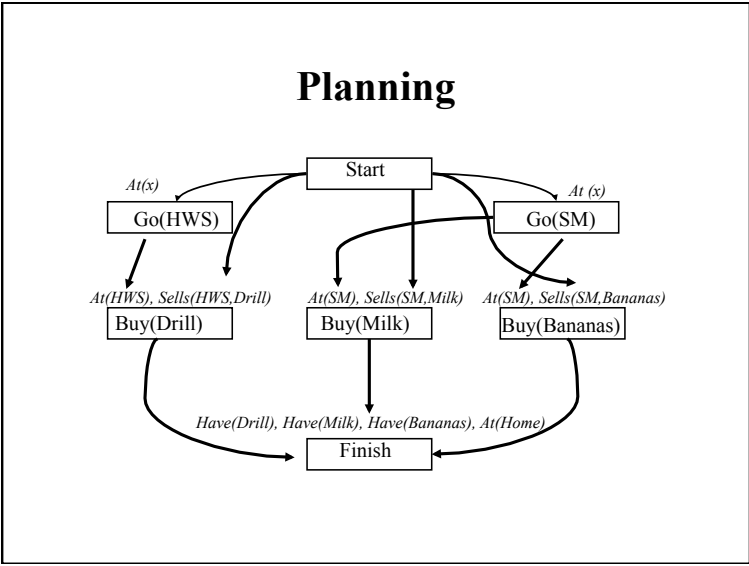 Planning
Start
At(x)
At (x)
Go(HWS)
Go(SM)
At(HWS), Sells(HWS,Drill)
At(SM), Sells(SM,Milk)
At(SM), Sells(SM,Bananas)
Buy(Drill)
Buy(Milk)
Buy(Bananas)
Have(Drill), Have(Milk), Have(Bananas), At(Home)
Finish